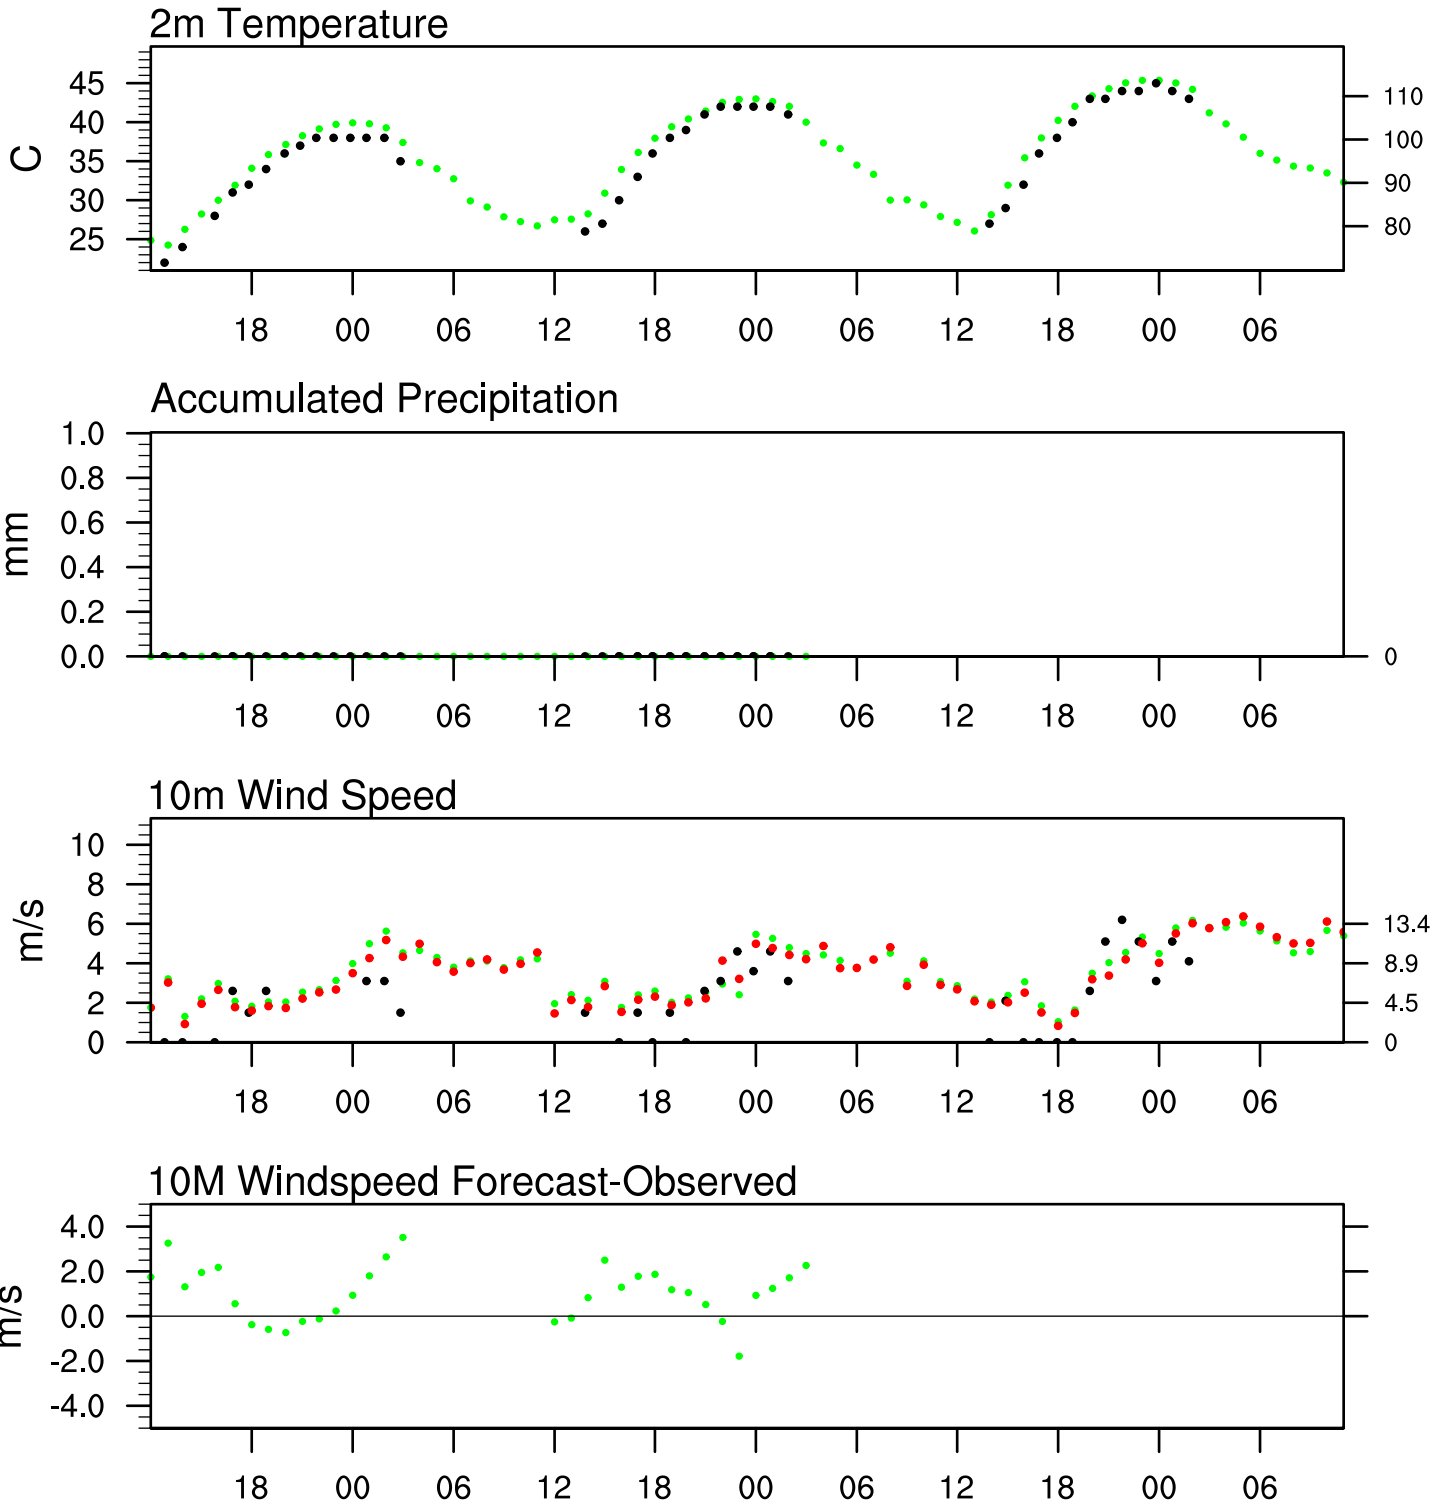 2m Temperature
45
40
35
30
25
C
110
100
90
80
18 00 06 12 18 00 06 12 18 00 06
Accumulated Precipitation
1.0
0.8
0.6
0.4
0.2
0.0
mm
0
18 00 06 12 18 00 06 12 18 00 06
10m Wind Speed
10
8
6
4
2
0
m/s
13.4
8.9
4.5
0
18 00 06 12 18 00 06 12 18 00 06
10M Windspeed Forecast-Observed
4.0
2.0
0.0
-2.0
-4.0
m/s
18 00 06 12 18 00 06 12 18 00 06